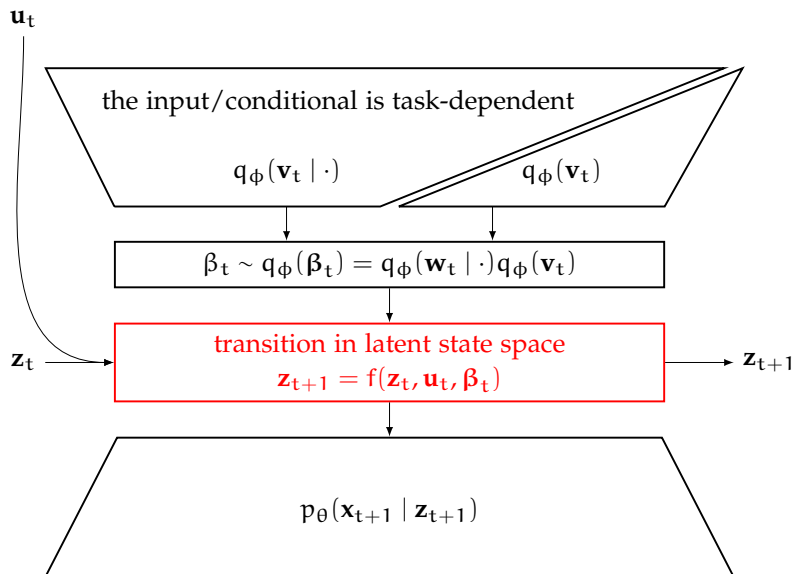 u_t
the input/conditional is task-dependent
q_ϕ(v_t | ·)
q_ϕ(v_t)
β_t ∼ q_ϕ(β_t) = q_ϕ(w_t | ·)q_ϕ(v_t)
transition in latent state space
z_t
z_{t+1} = f(z_t, u_t, β_t)
z_{t+1}
p_θ(x_{t+1} | z_{t+1})